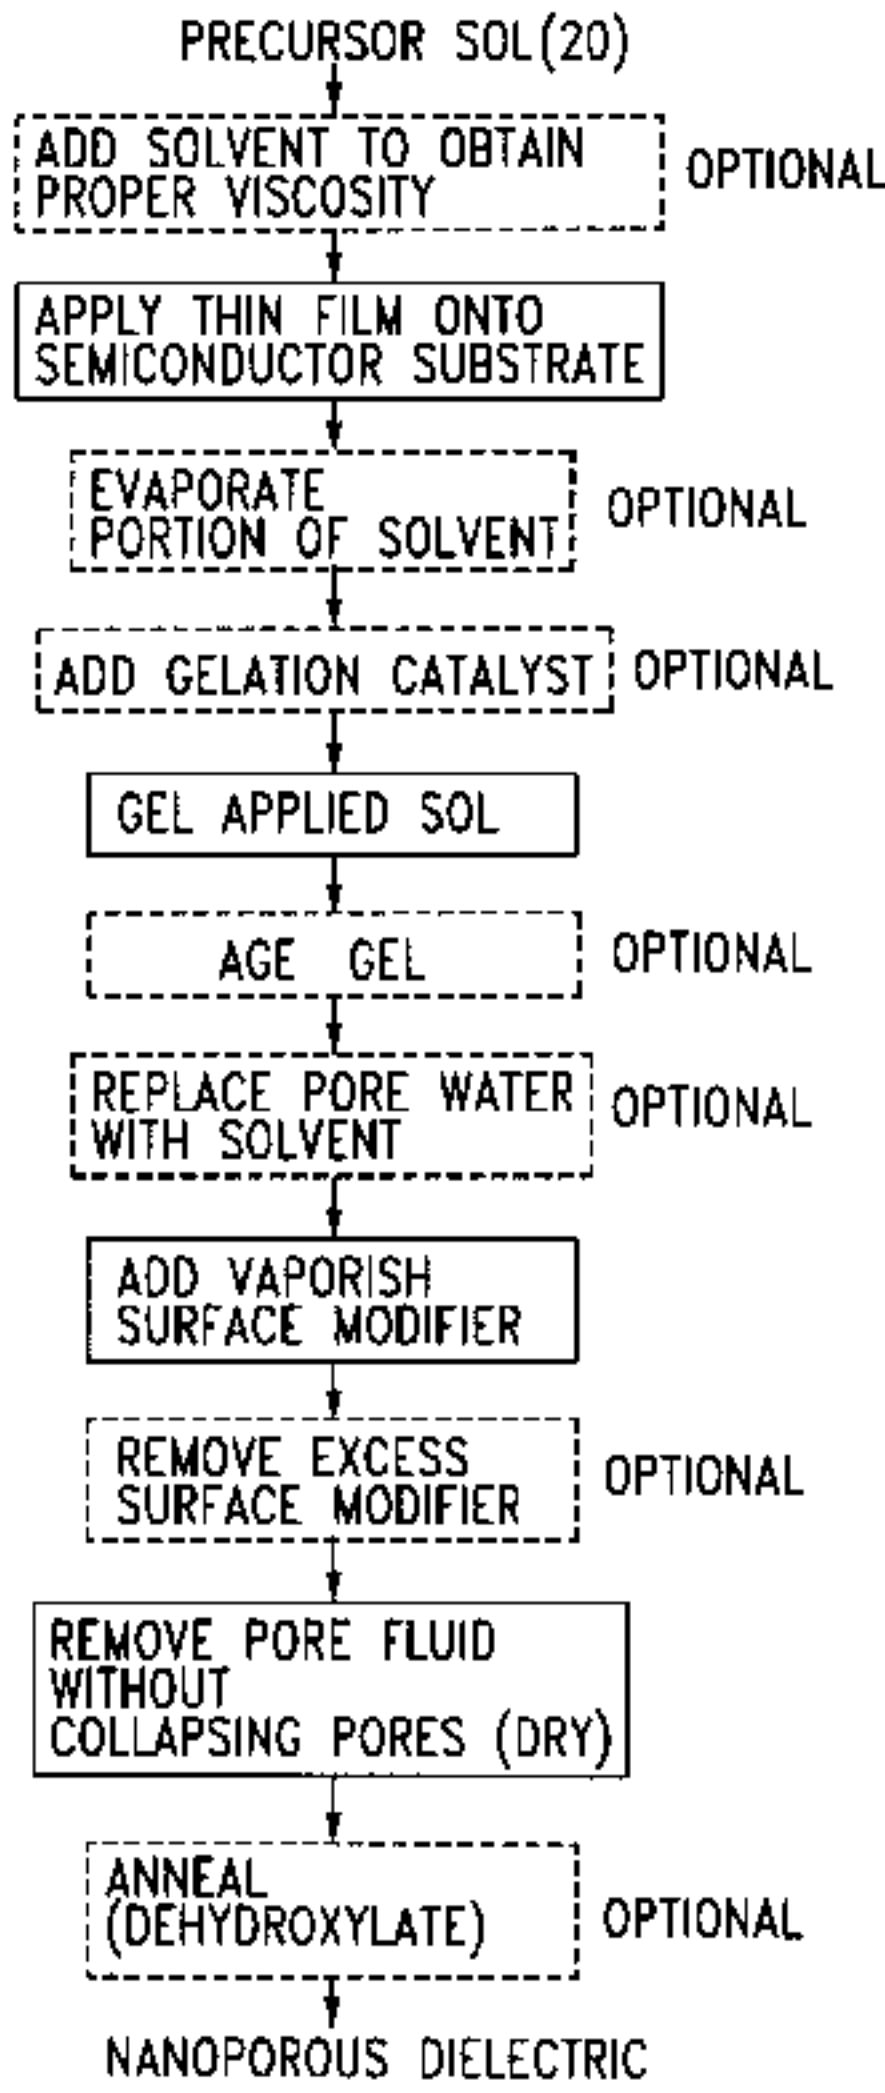 PRECURSOR SOL(20)
ADD SOLVENT TO OBTAIN
PROPER VISCOSITY
OPTIONAL
APPLY THIN FILM ONTO
SEMICONDUCTOR SUBSTRATE
EVAPORATE
PORTION OF SOLVENT
OPTIONAL
ADD GELATION CATALYST
OPTIONAL
GEL APPLIED SOL
AGE GEL
OPTIONAL
REPLACE PORE WATER
WITH SOLVENT
OPTIONAL
ADD VAPORISH
SURFACE MODIFIER
REMOVE EXCESS
SURFACE MODIFIER
OPTIONAL
REMOVE PORE FLUID
WITHOUT
COLLAPSING PORES (DRY)
ANNEAL
(DEHYDROXYLATE)
OPTIONAL
NANOPOROUS DIELECTRIC